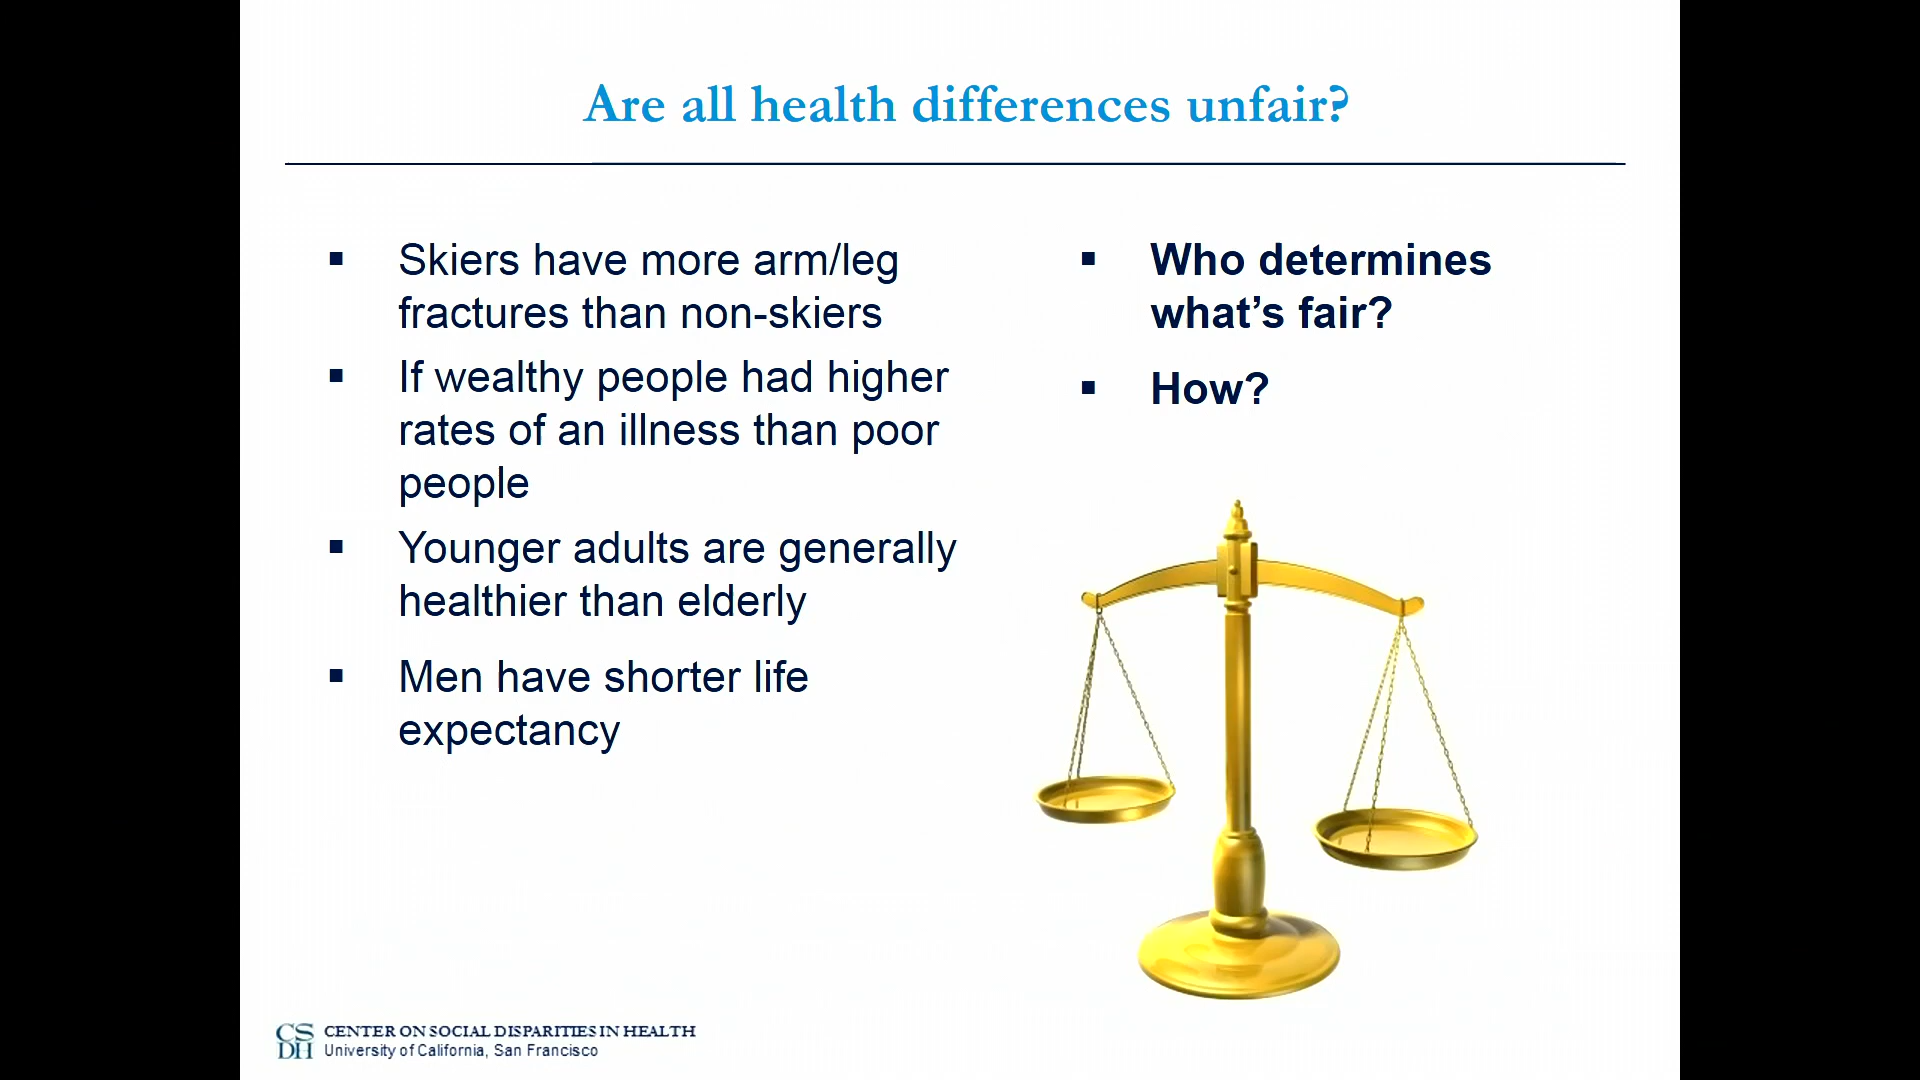 Are all health differences unfair?
▪ Skiers have more arm/leg
fractures than non-skiers
▪ If wealthy people had higher
rates of an illness than poor
people
▪ Younger adults are generally
healthier than elderly
▪ Men have shorter life
expectancy
▪ Who determines
what’s fair?
▪ How?
CS
DH
CENTER ON SOCIAL DISPARITIES IN HEALTH
University of California, San Francisco